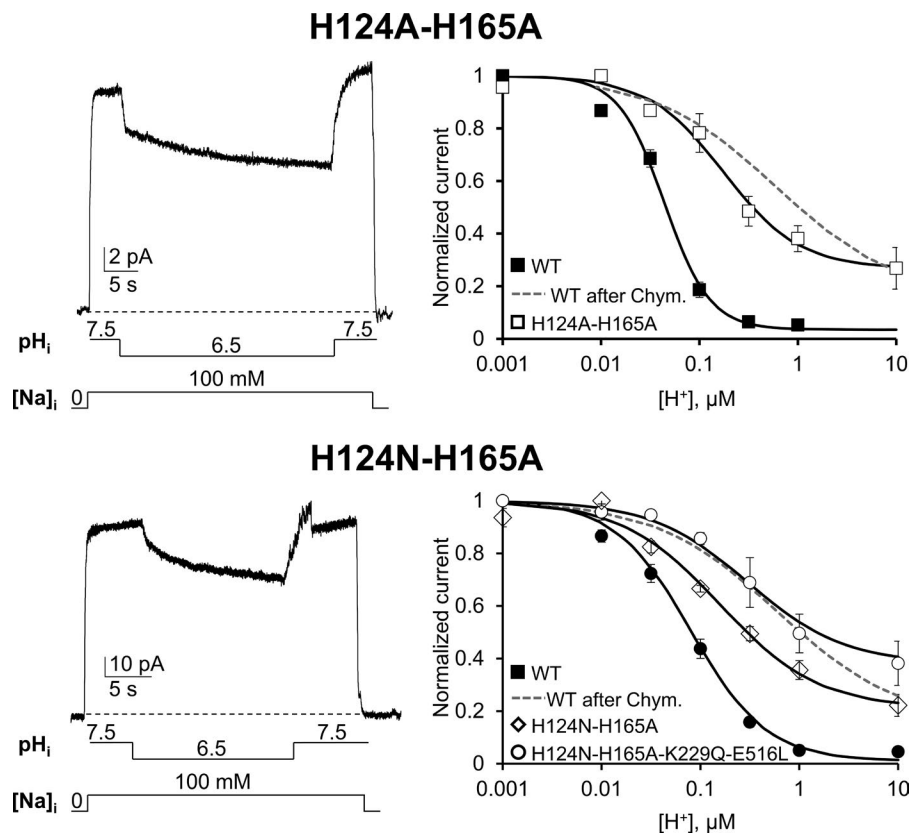 H124A-H165A
2 pA
5 s
7.5
7.5
pHi
6.5
100 mM
[Na]i
0
Normalized current
1
0.8
0.6
0.4
0.2
0
WT
WT after Chym.
H124A-H165A
0.001
0.01
0.1
1
10
[H⁺], µM
H124N-H165A
10 pA
5 s
7.5
7.5
pHi
6.5
100 mM
[Na]i
0
Normalized current
1
0.8
0.6
0.4
0.2
0
WT
WT after Chym.
H124N-H165A
H124N-H165A-K229Q-E516L
0.001
0.01
0.1
1
10
[H⁺], µM